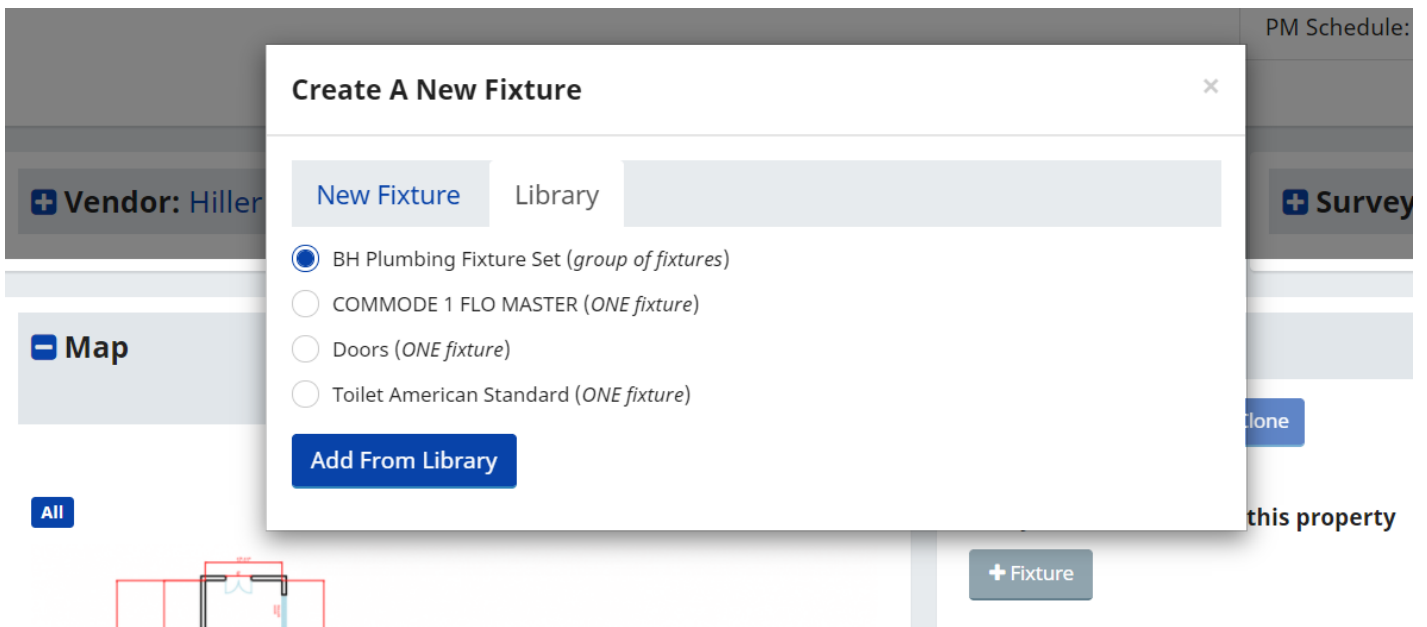 PM Schedule:
Create A New Fixture
×
Vendor: Hiller
Survey
New Fixture
Library
BH Plumbing Fixture Set (group of fixtures)
COMMODE 1 FLO MASTER (ONE fixture)
Map
Doors (ONE fixture)
Toilet American Standard (ONE fixture)
Clone
Add From Library
All
this property
+ Fixture